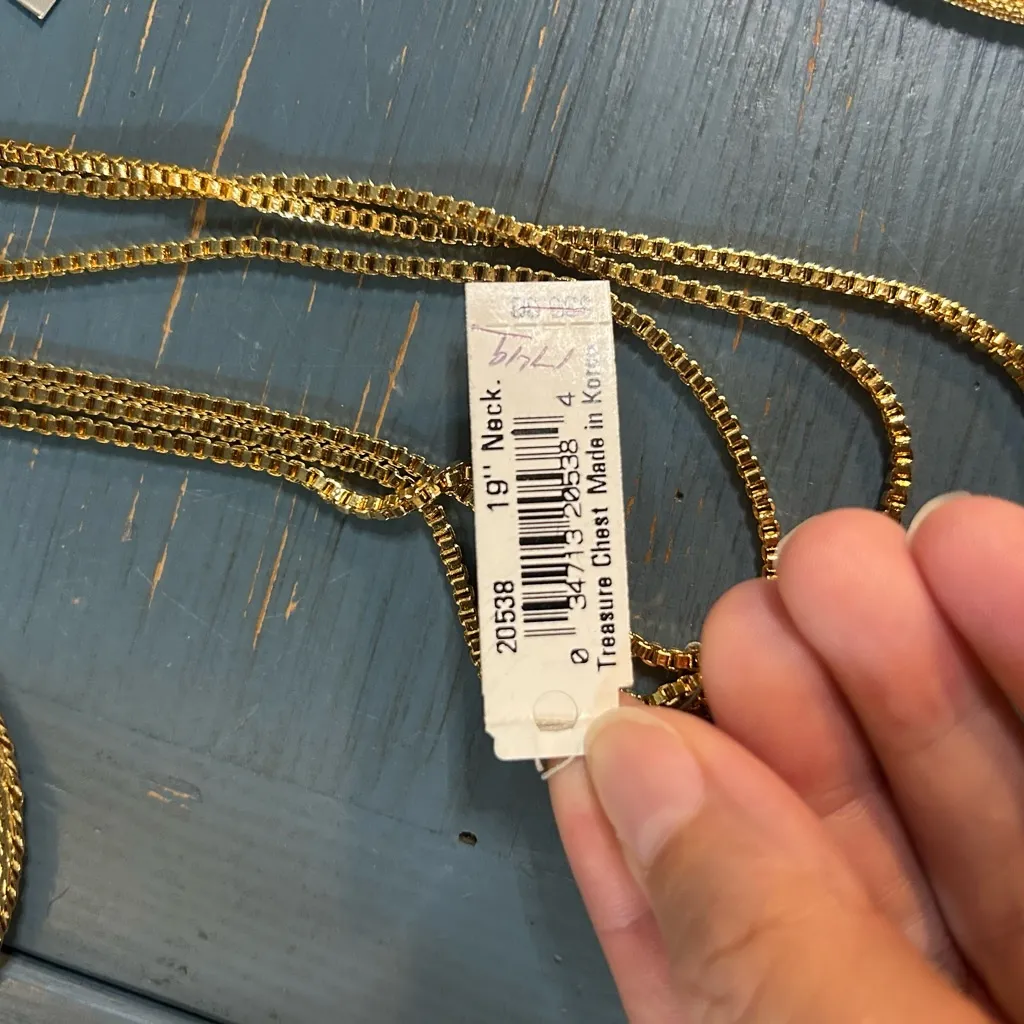 20538 19" Neck.
0 34713 20538 4
Treasure Chest Made in Korea